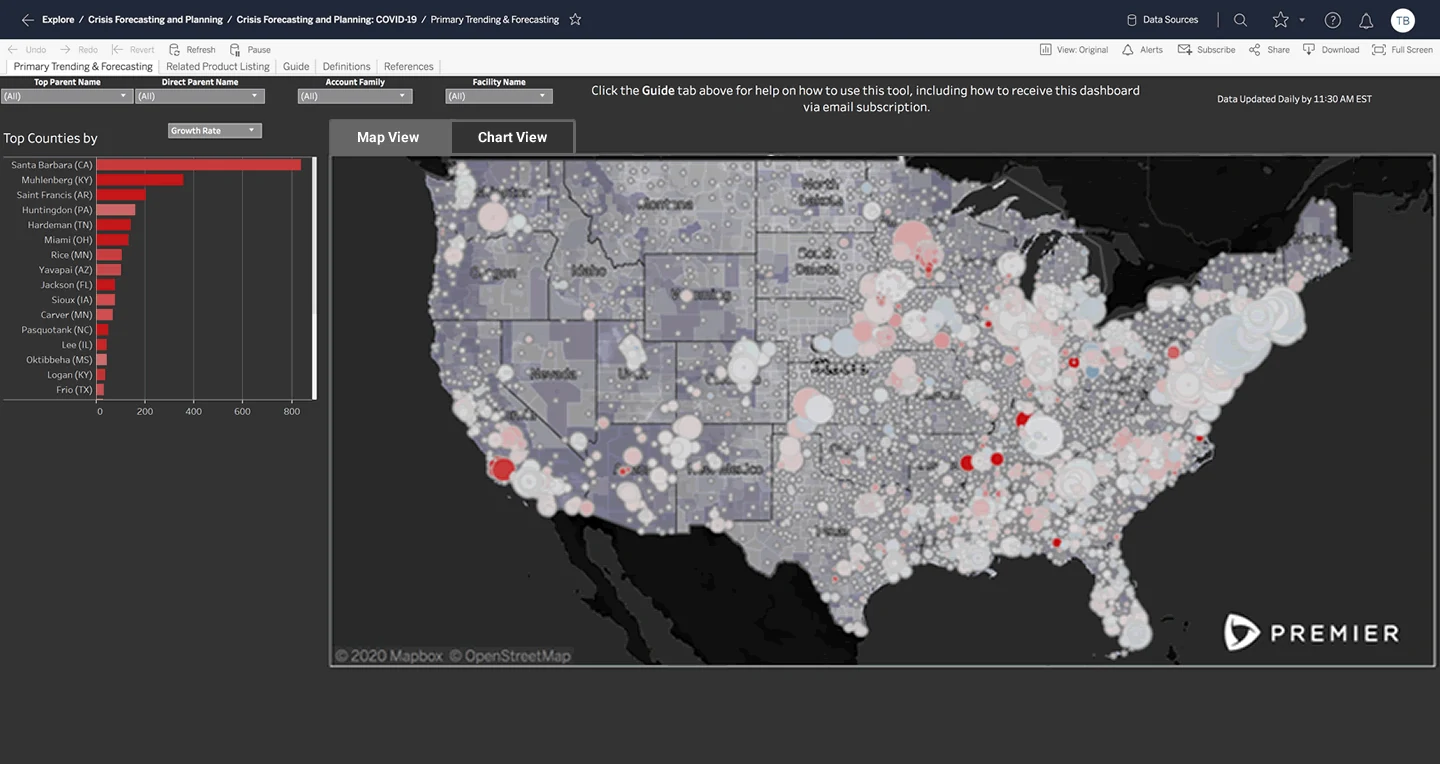 Explore / Crisis Forecasting and Planning / Crisis Forecasting and Planning: COVID-19 / Primary Trending & Forecasting
Data Sources
TB
Undo Redo Revert Refresh Pause
View: Original Alerts Subscribe Share Download Full Screen
Primary Trending & Forecasting Related Product Listing Guide Definitions References
Top Parent Name Direct Parent Name Account Family Facility Name
(All) (All) (All) (All)
Click the Guide tab above for help on how to use this tool, including how to receive this dashboard
via email subscription.
Data Updated Daily by 11:30 AM EST
Top Counties by
Growth Rate
Map View Chart View
Santa Barbara (CA)
Muhlenberg (KY)
Saint Francis (AR)
Huntingdon (PA)
Hardeman (TN)
Miami (OH)
Rice (MN)
Yavapai (AZ)
Jackson (FL)
Sioux (IA)
Carver (MN)
Pasquotank (NC)
Lee (IL)
Oktibbeha (MS)
Logan (KY)
Frio (TX)
0 200 400 600 800
North
Dakota
Montana
Idaho
Nevada
New Mexico
PREMIER
© 2020 Mapbox © OpenStreetMap